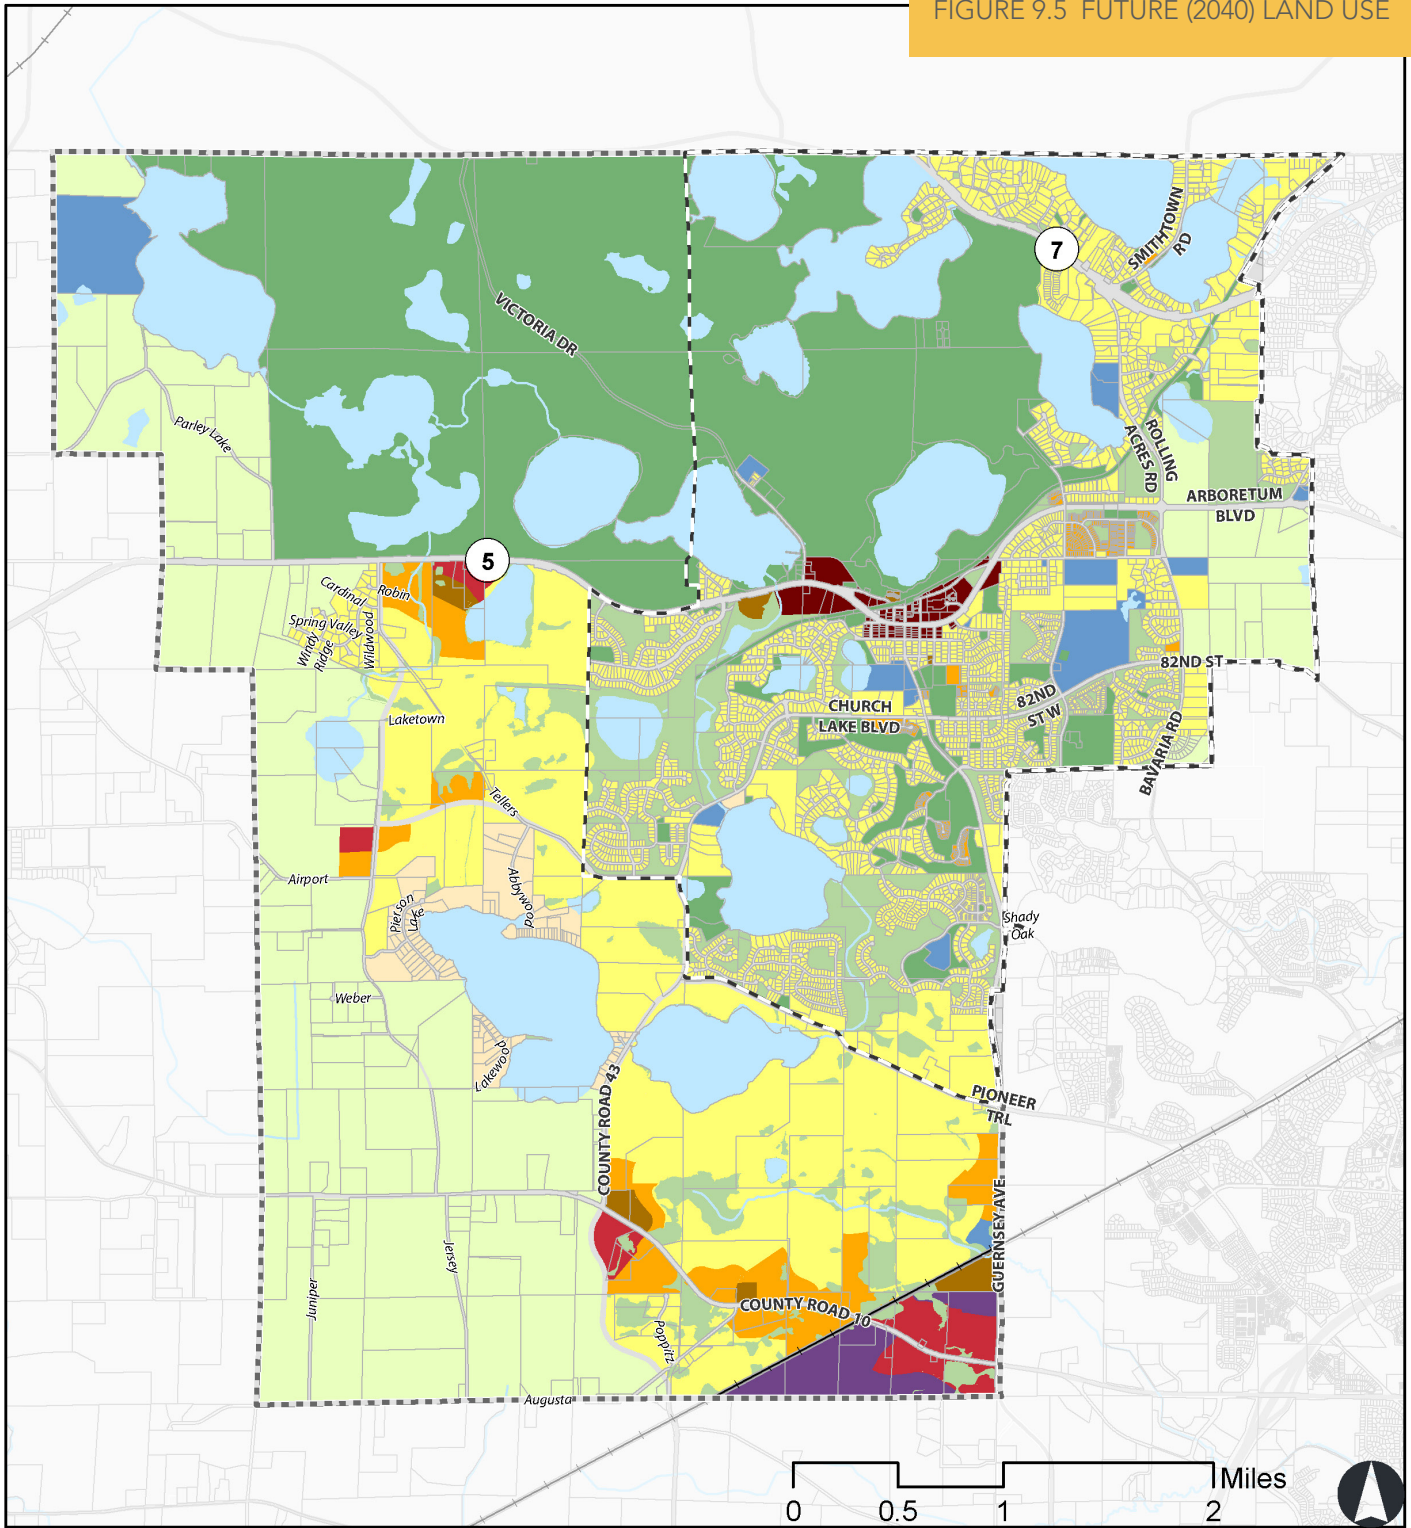 FIGURE 9.5 FUTURE (2040) LAND USE
SMITHTOWN
RD
7
VICTORIA DR
Parley Lake
ROLLING
ACRES RD
ARBORETUM
BLVD
5
Cardinal
Robin
Spring Valley
Windy
Ridge
Wildwood
82ND ST
82ND
ST W
CHURCH
LAKE BLVD
Laketown
BAVARIA RD
Tellers
Airport
Abbywood
Pierson
Lake
Shady
Oak
Weber
Lakewood
COUNTY ROAD 43
PIONEER
TRL
GUERNSEY AVE
Jersey
Juniper
COUNTY ROAD 10
Poppitz
Augusta
Miles
0 0.5 1 2